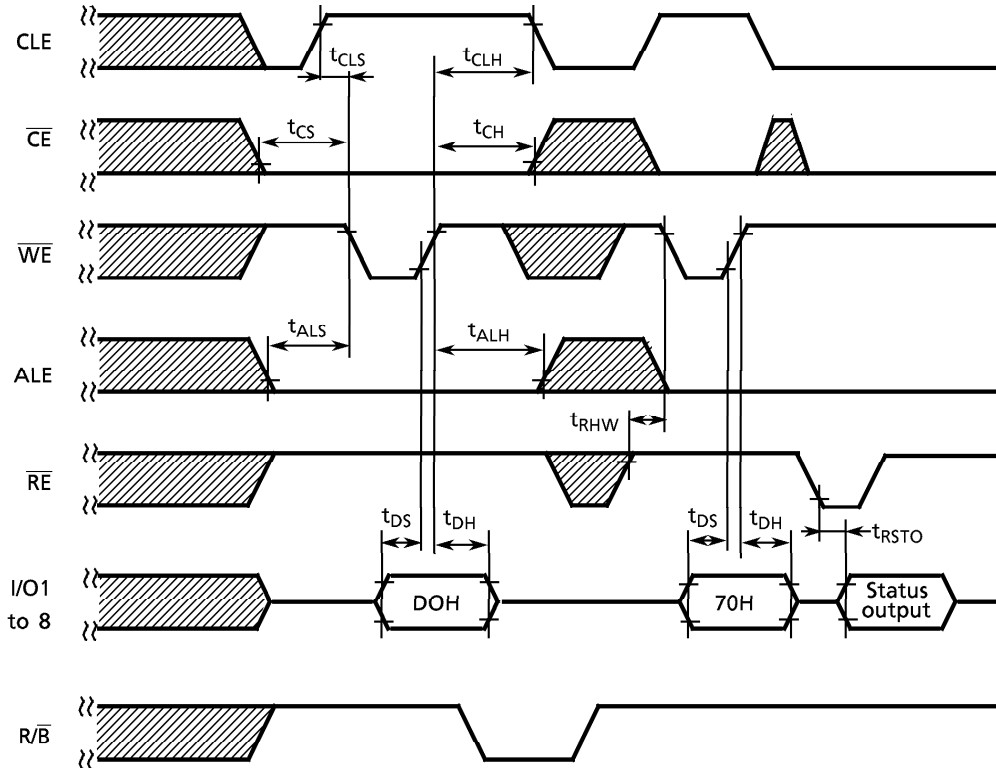 CLE
tCLS
tCLH
CE
tCS
tCH
WE
tALS
tALH
ALE
tRHW
RE
tDS
tDH
tDS
tDH
tRSTO
I/O1
to 8
DOH
70H
Status
output
R/B